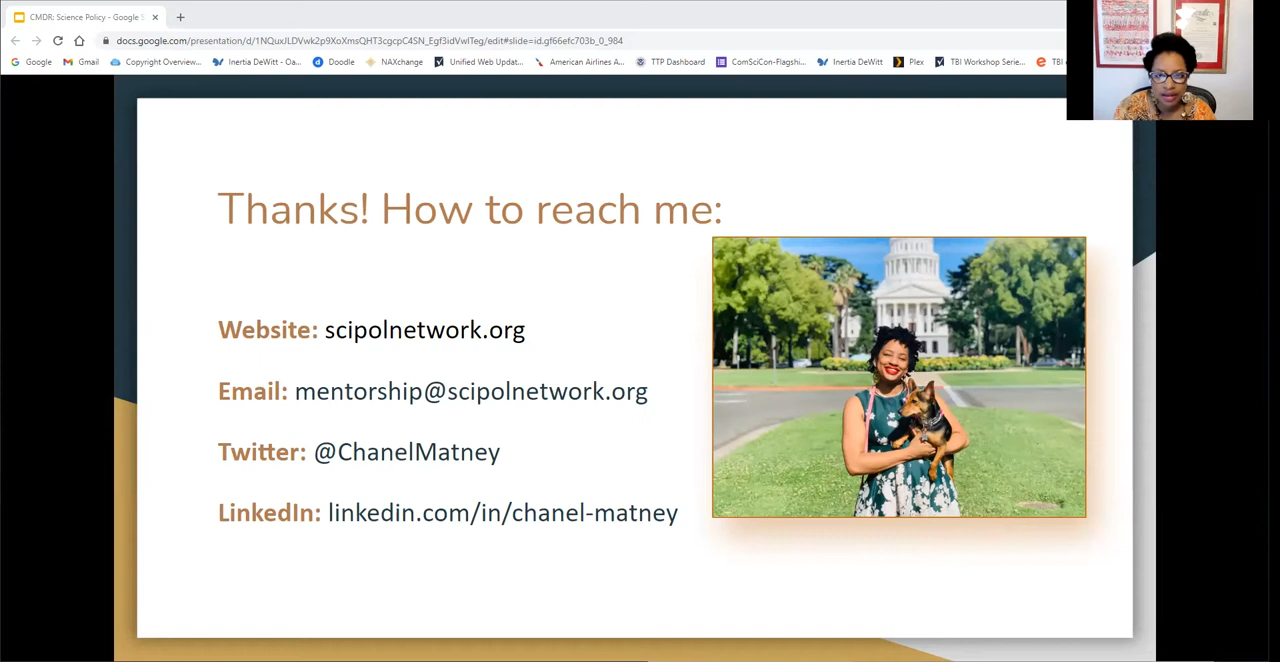 CMDR: Science Policy - Google S
docs.google.com/presentation/d/1NQuxJLDVwk2p9XoXmsQHT3cgcpGRXN_EpHidVwlTeg/edit#slide=id.gf66efc703b_0_984
Google
Gmail
Copyright Overview...
Inertia DeWitt - Oa...
Doodle
NAXchange
Unified Web Updat...
American Airlines A...
TTP Dashboard
ComSciCon-Flagshi...
Inertia DeWitt
Plex
TBI Workshop Serie...
TBI
Thanks! How to reach me:
Website: scipolnetwork.org
Email: mentorship@scipolnetwork.org
Twitter: @ChanelMatney
LinkedIn: linkedin.com/in/chanel-matney